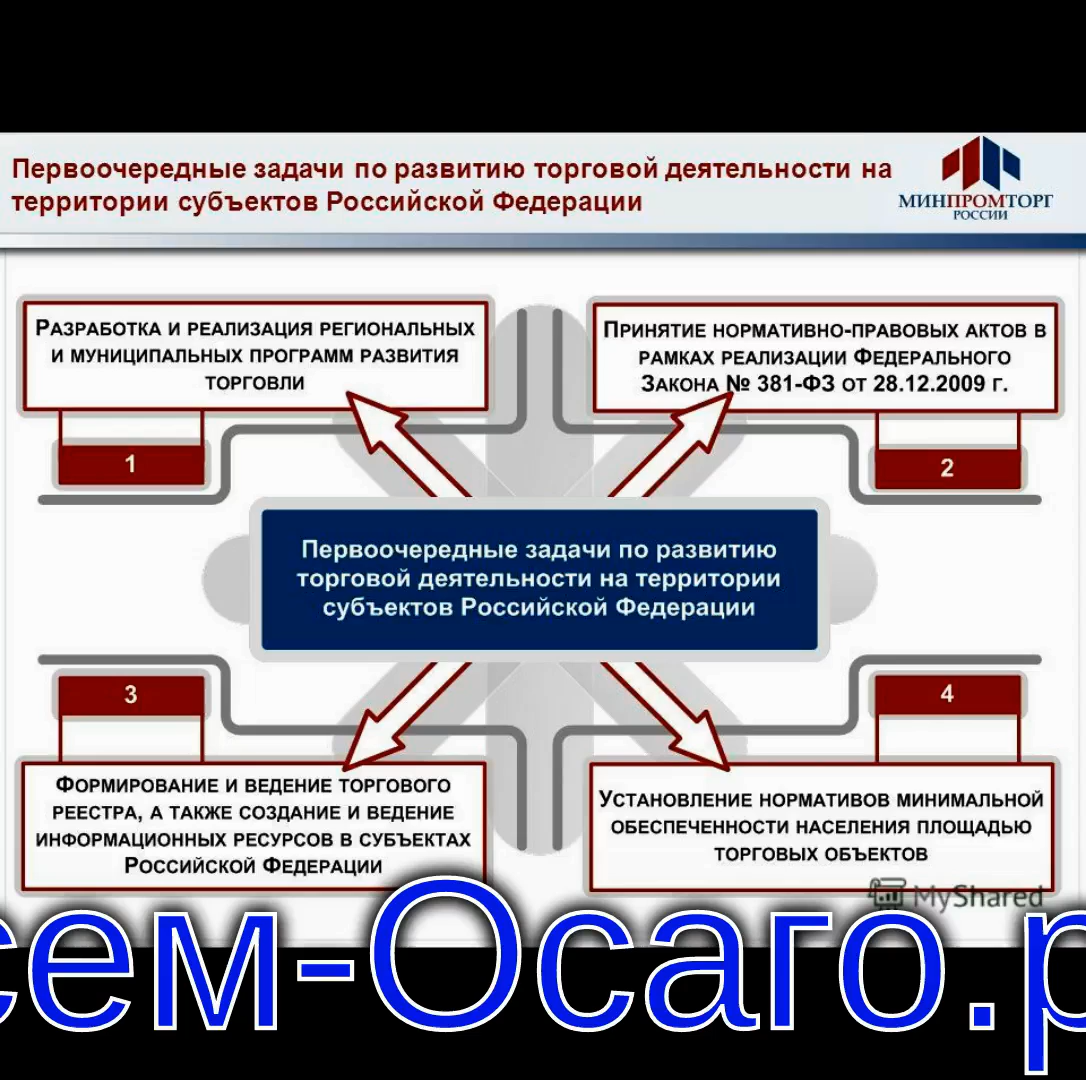 Первоочередные задачи по развитию торговой деятельности на
территории субъектов Российской Федерации
МИНПРОМТОРГ
РОССИИ
Разработка и реализация региональных
и муниципальных программ развития
торговли
1
Принятие нормативно-правовых актов в
рамках реализации Федерального
Закона № 381-ФЗ от 28.12.2009 г.
2
Первоочередные задачи по развитию
торговой деятельности на территории
субъектов Российской Федерации
3
Формирование и ведение торгового
реестра, а также создание и ведение
информационных ресурсов в субъектах
Российской Федерации
4
Установление нормативов минимальной
обеспеченности населения площадью
торговых объектов
MyShared
сем-Осаго.р